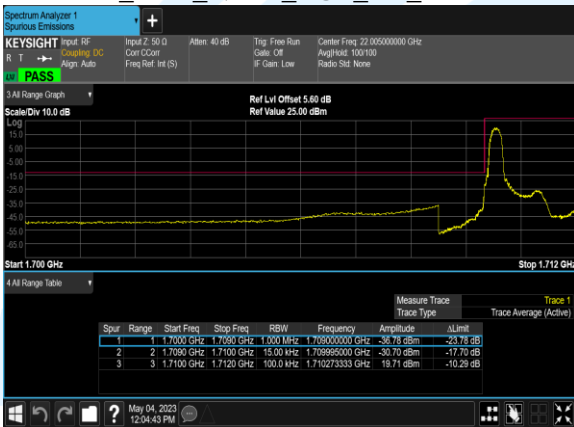 Spectrum Analyzer 1
Spurious Emissions
KEYSIGHT Input: RF Input Z: 50 Ω Atten: 40 dB Trig: Free Run Center Freq: 22.005000000 GHz
R T Coupling: DC Corr CCorr Gate: Off Avg|Hold: 100/100
Align: Auto Freq Ref: Int (S) IF Gain: Low Radio Std: None
LXI PASS
3 All Range Graph
Ref Lvl Offset 5.60 dB
Scale/Div 10.0 dB Ref Value 25.00 dBm
Log
15.0
5.00
-5.00
-15.0
-25.0
-35.0
-45.0
-55.0
-65.0
Start 1.700 GHz Stop 1.712 GHz
4 All Range Table
Measure Trace Trace 1
Trace Type Trace Average (Active)
Spur Range Start Freq Stop Freq RBW Frequency Amplitude ΔLimit
1 1 1.7000 GHz 1.7090 GHz 1.000 MHz 1.709000000 GHz -36.78 dBm -23.78 dB
2 2 1.7090 GHz 1.7100 GHz 15.00 kHz 1.709995000 GHz -30.70 dBm -17.70 dB
3 3 1.7100 GHz 1.7120 GHz 100.0 kHz 1.710273333 GHz 19.71 dBm -10.29 dB
? May 04, 2023
12:04:43 PM